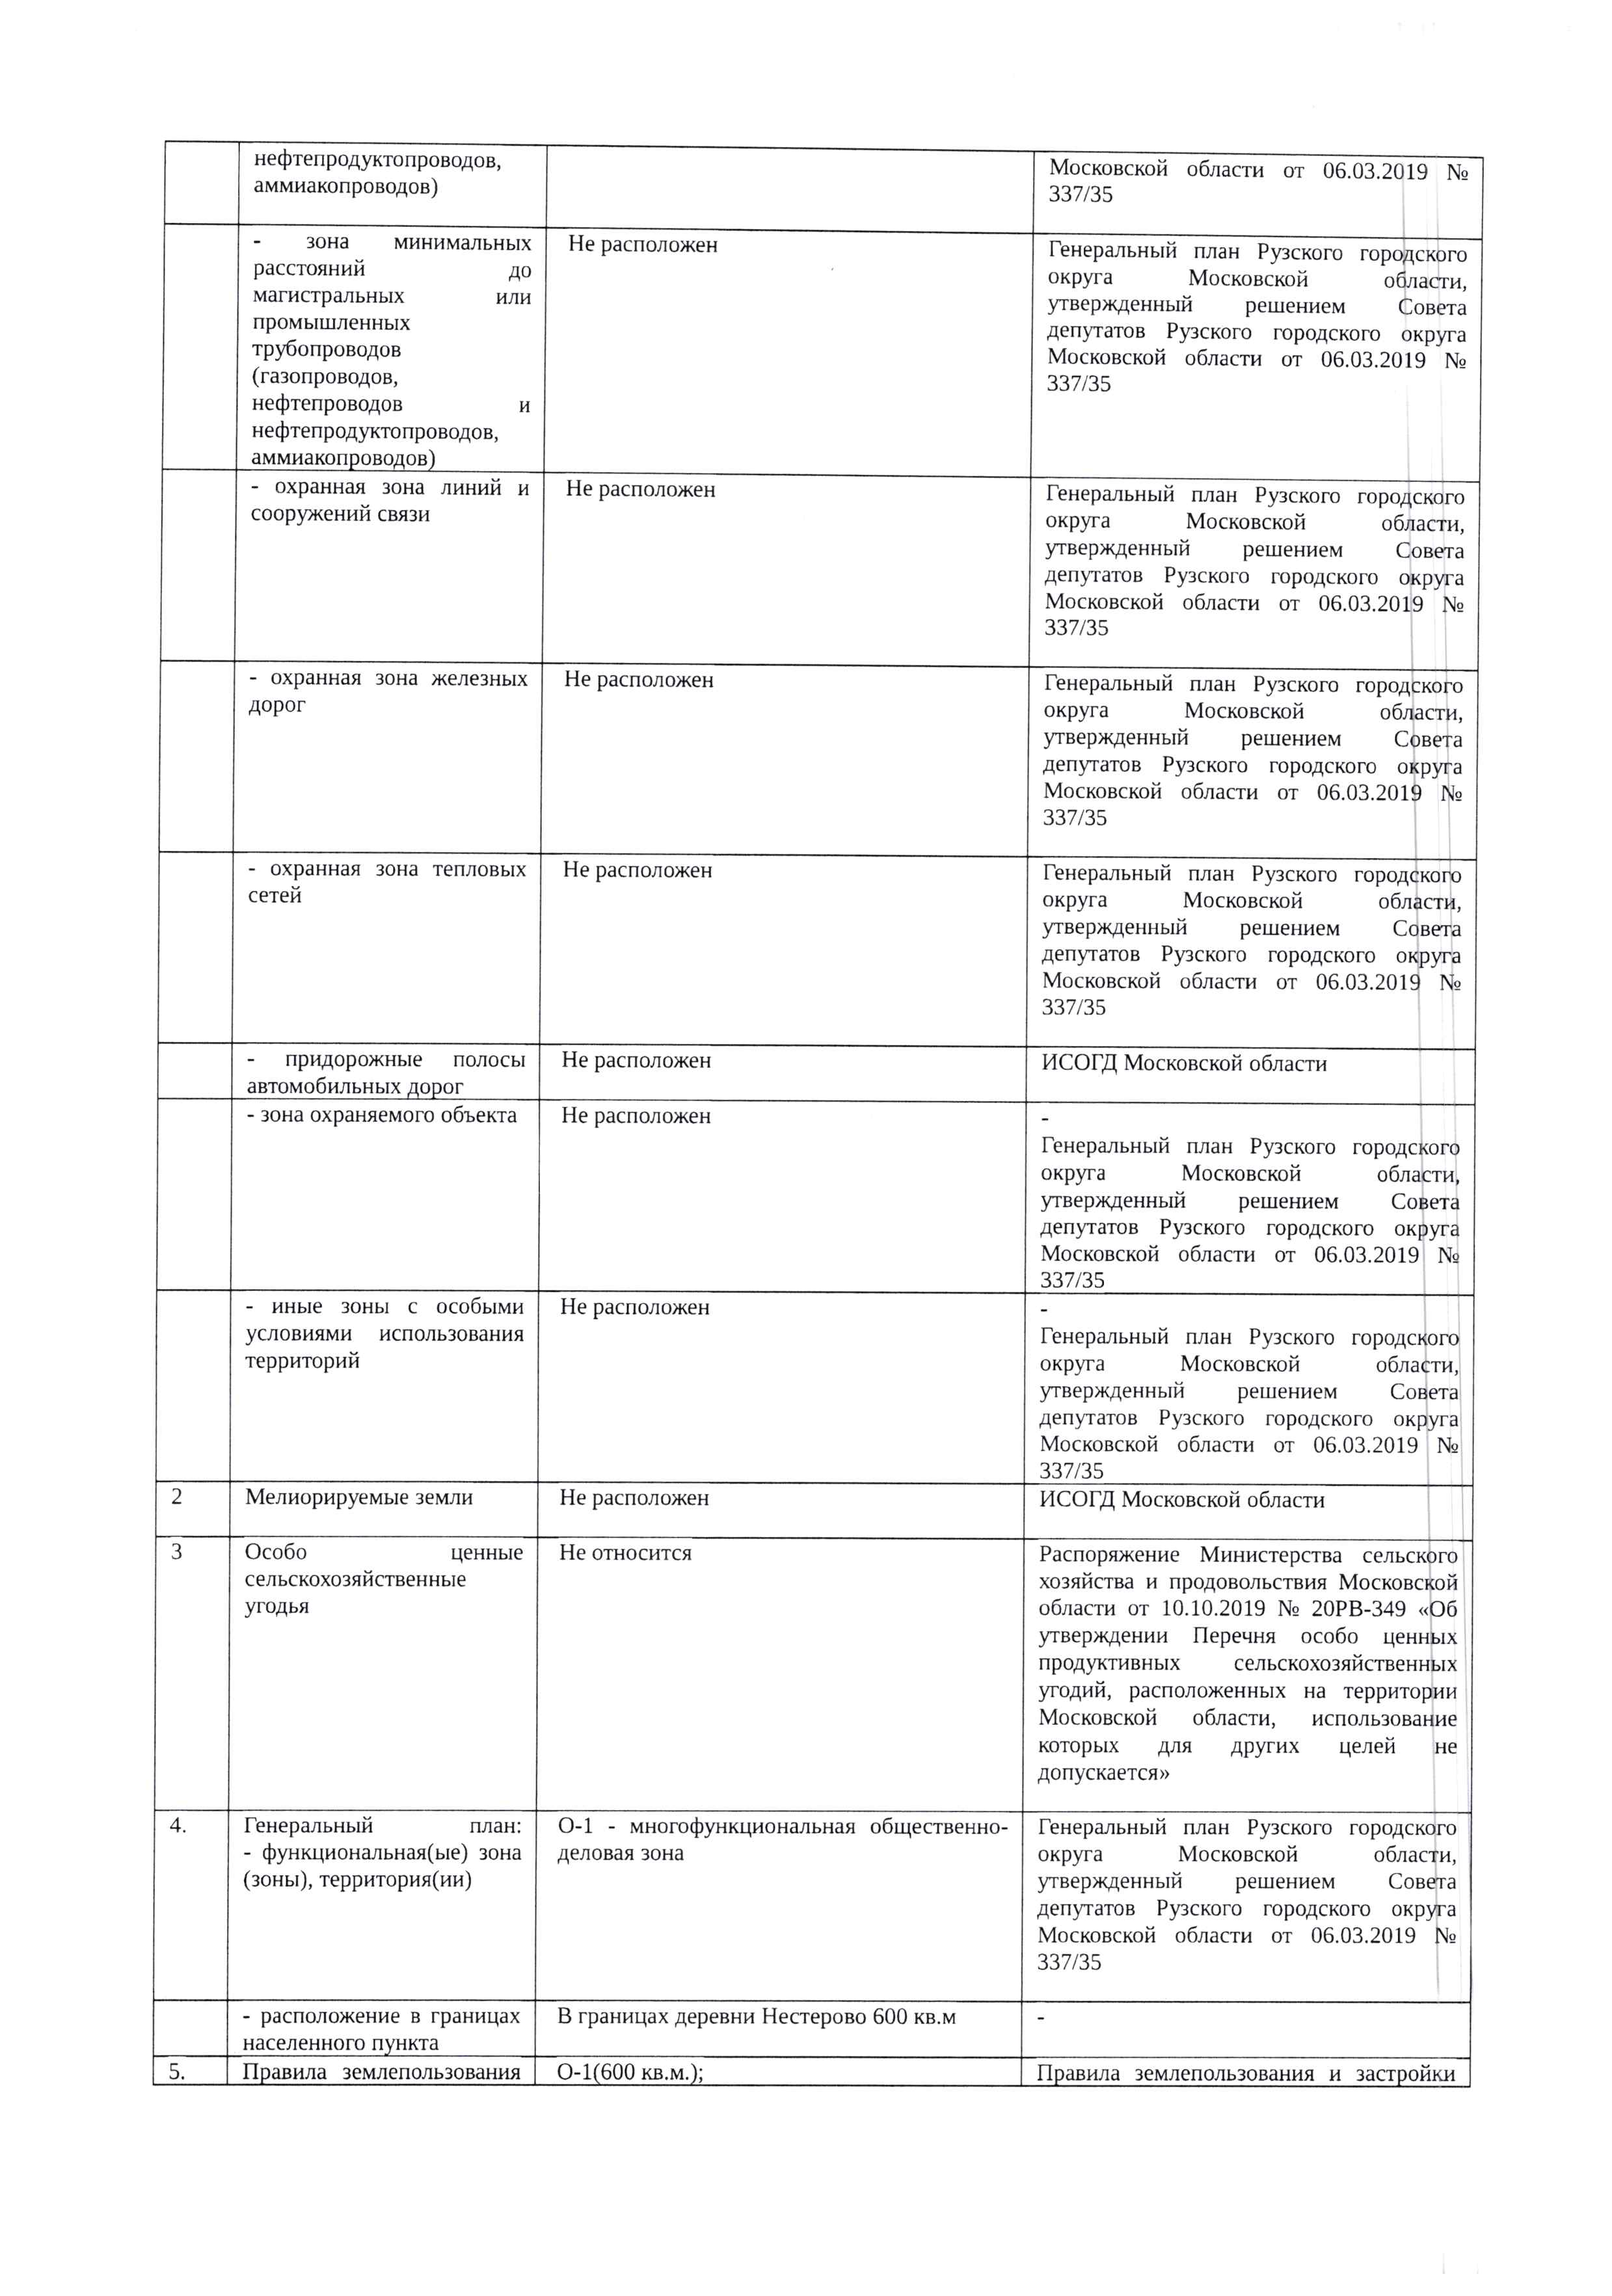 нефтепродуктопроводов,
аммиакопроводов)
Московской области от 06.03.2019 №
337/35
- зона минимальных
расстояний до
магистральных или
промышленных
трубопроводов
(газопроводов,
нефтепроводов и
нефтепродуктопроводов,
аммиакопроводов)
Не расположен
Генеральный план Рузского городского
округа Московской области,
утвержденный решением Совета
депутатов Рузского городского округа
Московской области от 06.03.2019 №
337/35
- охранная зона линий и
сооружений связи
Не расположен
Генеральный план Рузского городского
округа Московской области,
утвержденный решением Совета
депутатов Рузского городского округа
Московской области от 06.03.2019 №
337/35
- охранная зона железных
дорог
Не расположен
Генеральный план Рузского городского
округа Московской области,
утвержденный решением Совета
депутатов Рузского городского округа
Московской области от 06.03.2019 №
337/35
- охранная зона тепловых
сетей
Не расположен
Генеральный план Рузского городского
округа Московской области,
утвержденный решением Совета
депутатов Рузского городского округа
Московской области от 06.03.2019 №
337/35
- придорожные полосы
автомобильных дорог
Не расположен
ИСОГД Московской области
- зона охраняемого объекта
Не расположен
-
Генеральный план Рузского городского
округа Московской области,
утвержденный решением Совета
депутатов Рузского городского округа
Московской области от 06.03.2019 №
337/35
- иные зоны с особыми
условиями использования
территорий
Не расположен
-
Генеральный план Рузского городского
округа Московской области,
утвержденный решением Совета
депутатов Рузского городского округа
Московской области от 06.03.2019 №
337/35
2
Мелиорируемые земли
Не расположен
ИСОГД Московской области
3
Особо ценные
сельскохозяйственные
угодья
Не относится
Распоряжение Министерства сельского
хозяйства и продовольствия Московской
области от 10.10.2019 № 20РВ-349 «Об
утверждении Перечня особо ценных
продуктивных сельскохозяйственных
угодий, расположенных на территории
Московской области, использование
которых для других целей не
допускается»
4.
Генеральный план:
- функциональная(ые) зона
(зоны), территория(ии)
О-1 - многофункциональная общественно-
деловая зона
Генеральный план Рузского городского
округа Московской области,
утвержденный решением Совета
депутатов Рузского городского округа
Московской области от 06.03.2019 №
337/35
- расположение в границах
населенного пункта
В границах деревни Нестерово 600 кв.м
-
5.
Правила землепользования
О-1(600 кв.м.);
Правила землепользования и застройки